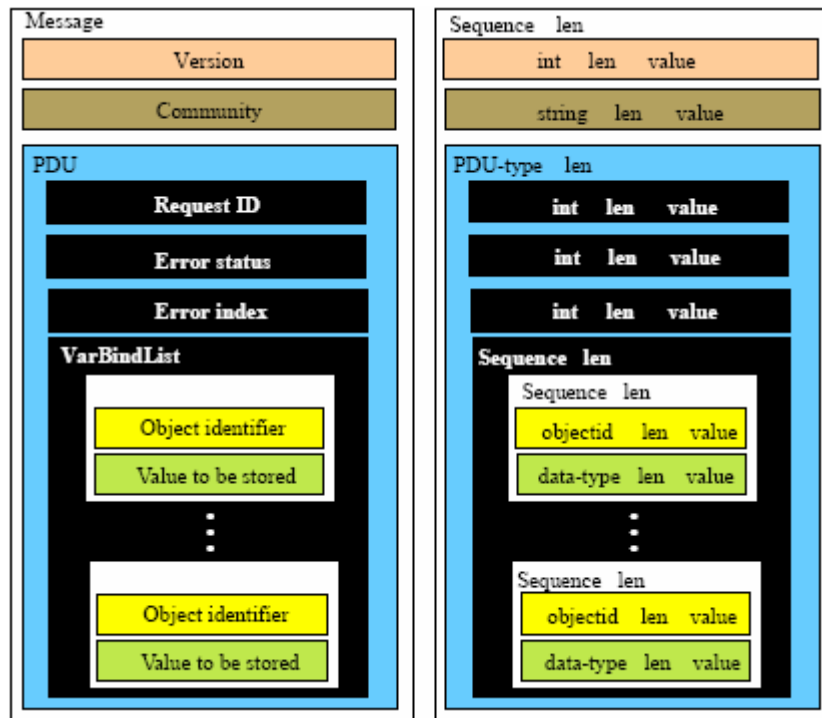 Message
Version
Community
PDU
Request ID
Error status
Error index
VarBindList
Object identifier
Value to be stored
Object identifier
Value to be stored
Sequence len
int len value
string len value
PDU-type len
int len value
int len value
int len value
Sequence len
Sequence len
objectid len value
data-type len value
Sequence len
objectid len value
data-type len value